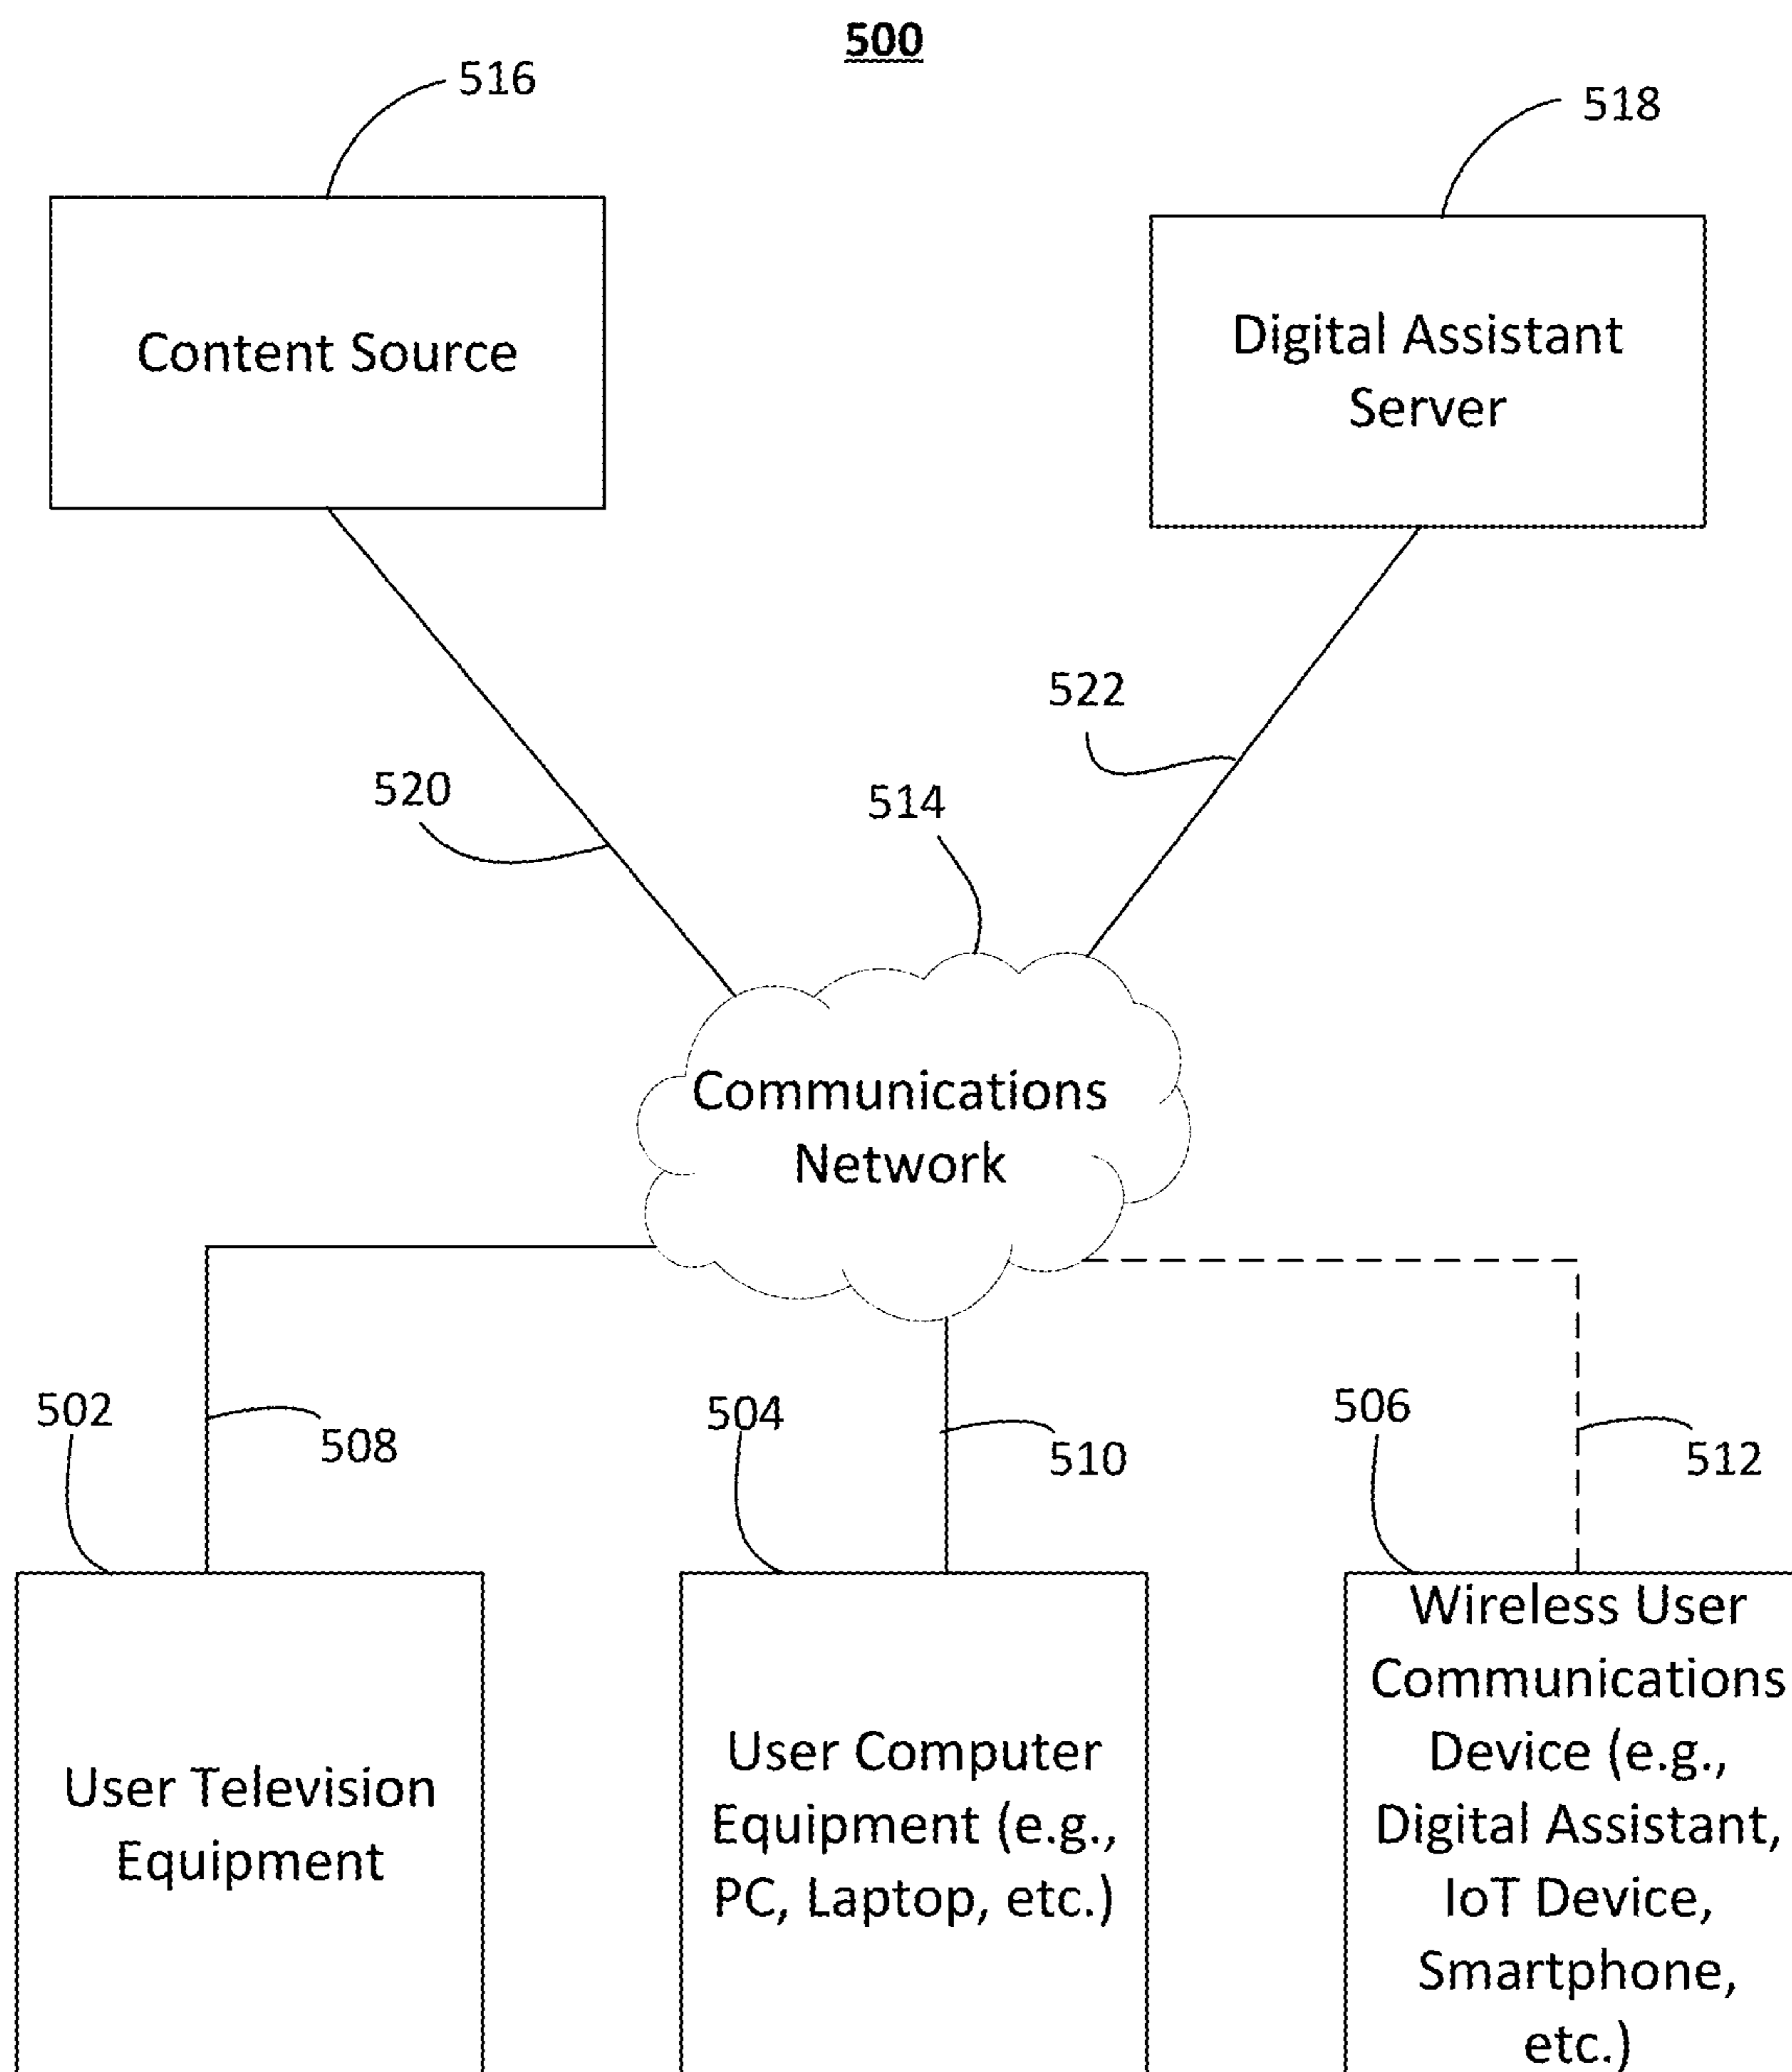 500
516
518
Content Source
Digital Assistant
Server
522
520
514
Communications
Network
502
508
504
510
506
512
User Television
Equipment
User Computer
Equipment (e.g.,
PC, Laptop, etc.)
Wireless User
Communications
Device (e.g.,
Digital Assistant,
IoT Device,
Smartphone,
etc.)